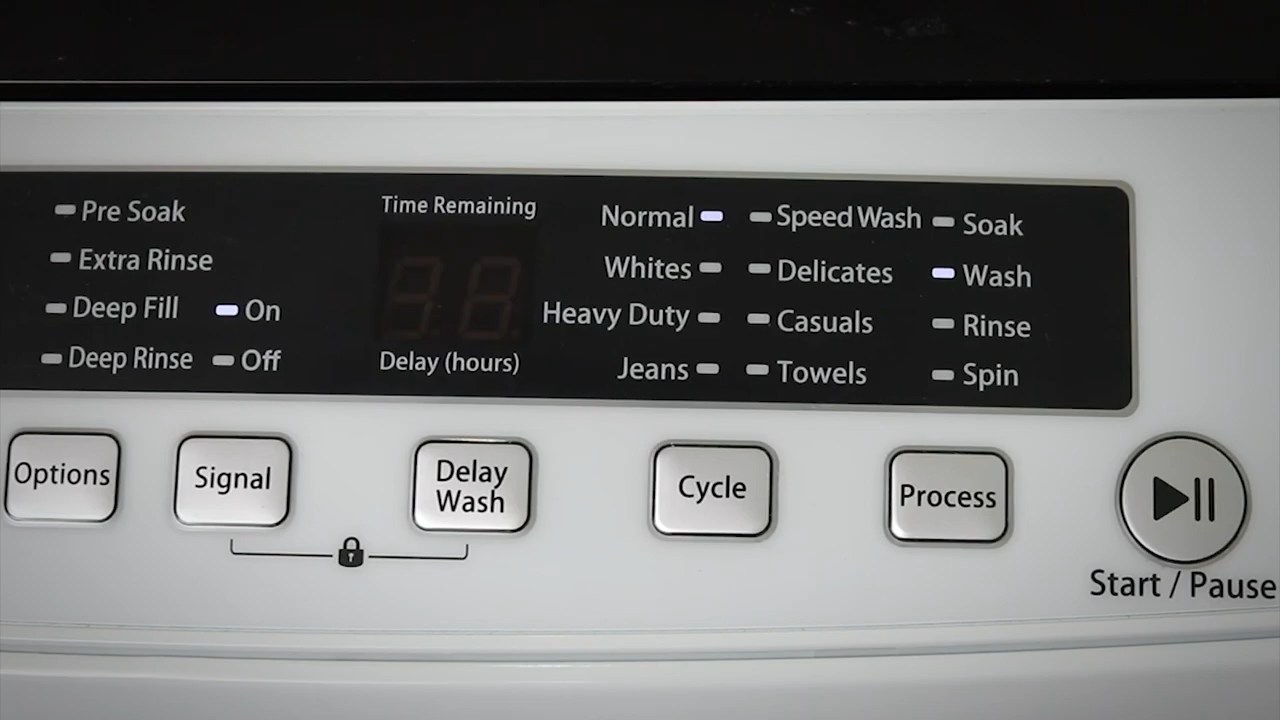 Pre Soak
Extra Rinse
Deep Fill
Deep Rinse
On
Off
Time Remaining
38
Delay (hours)
Normal
Whites
Heavy Duty
Jeans
Speed Wash
Delicates
Casuals
Towels
Soak
Wash
Rinse
Spin
Options
Signal
Delay
Wash
Cycle
Process
Start / Pause